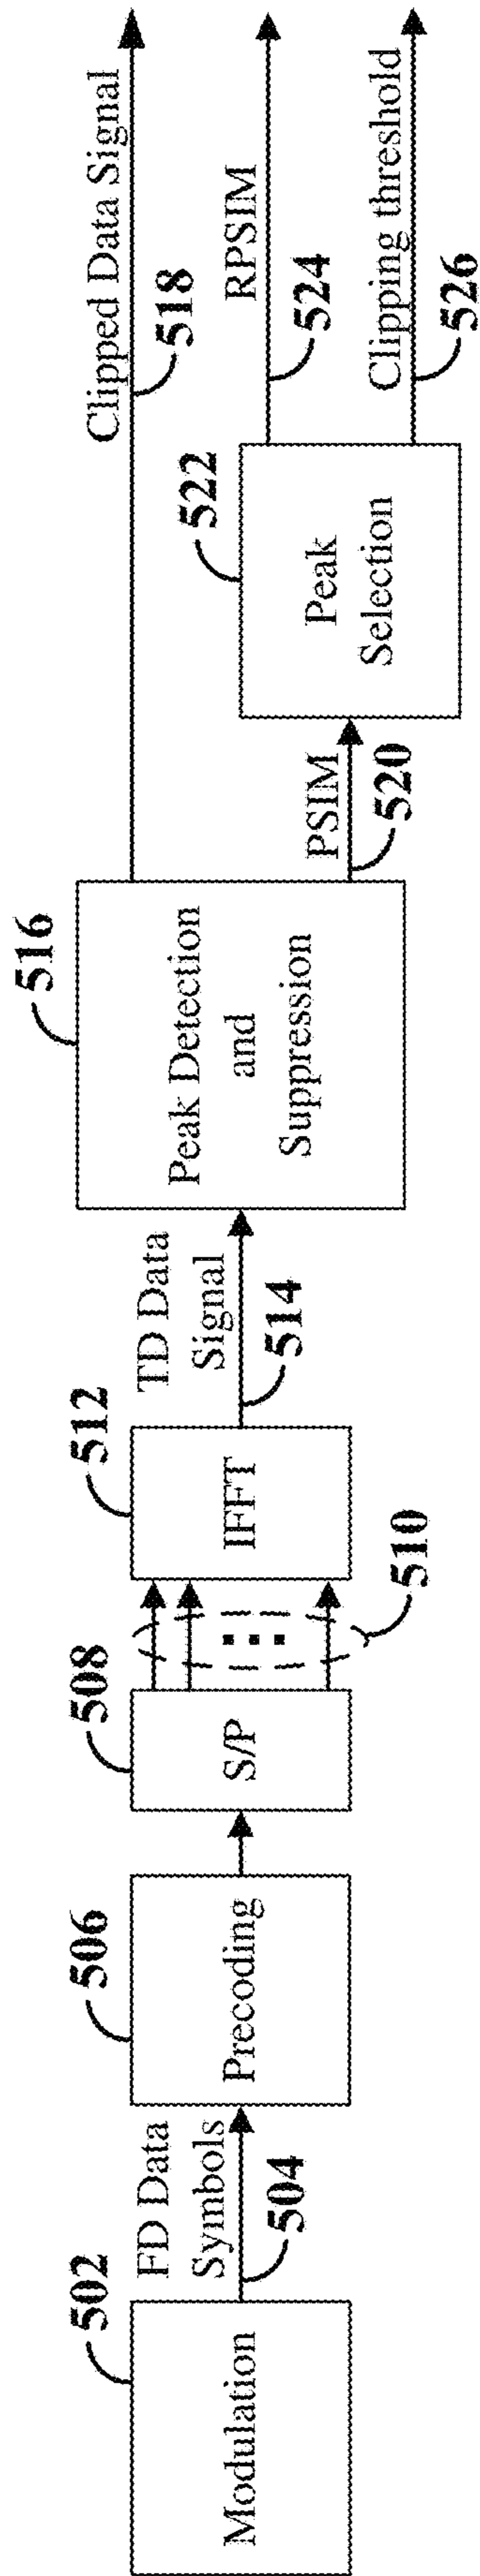 502
Modulation
FD Data
Symbols
504
506
Precoding
508
S/P
510
512
IFFT
TD Data
Signal
514
516
Peak Detection
and
Suppression
Clipped Data Signal
518
PSIM
520
522
Peak
Selection
RPSIM
524
Clipping threshold
526